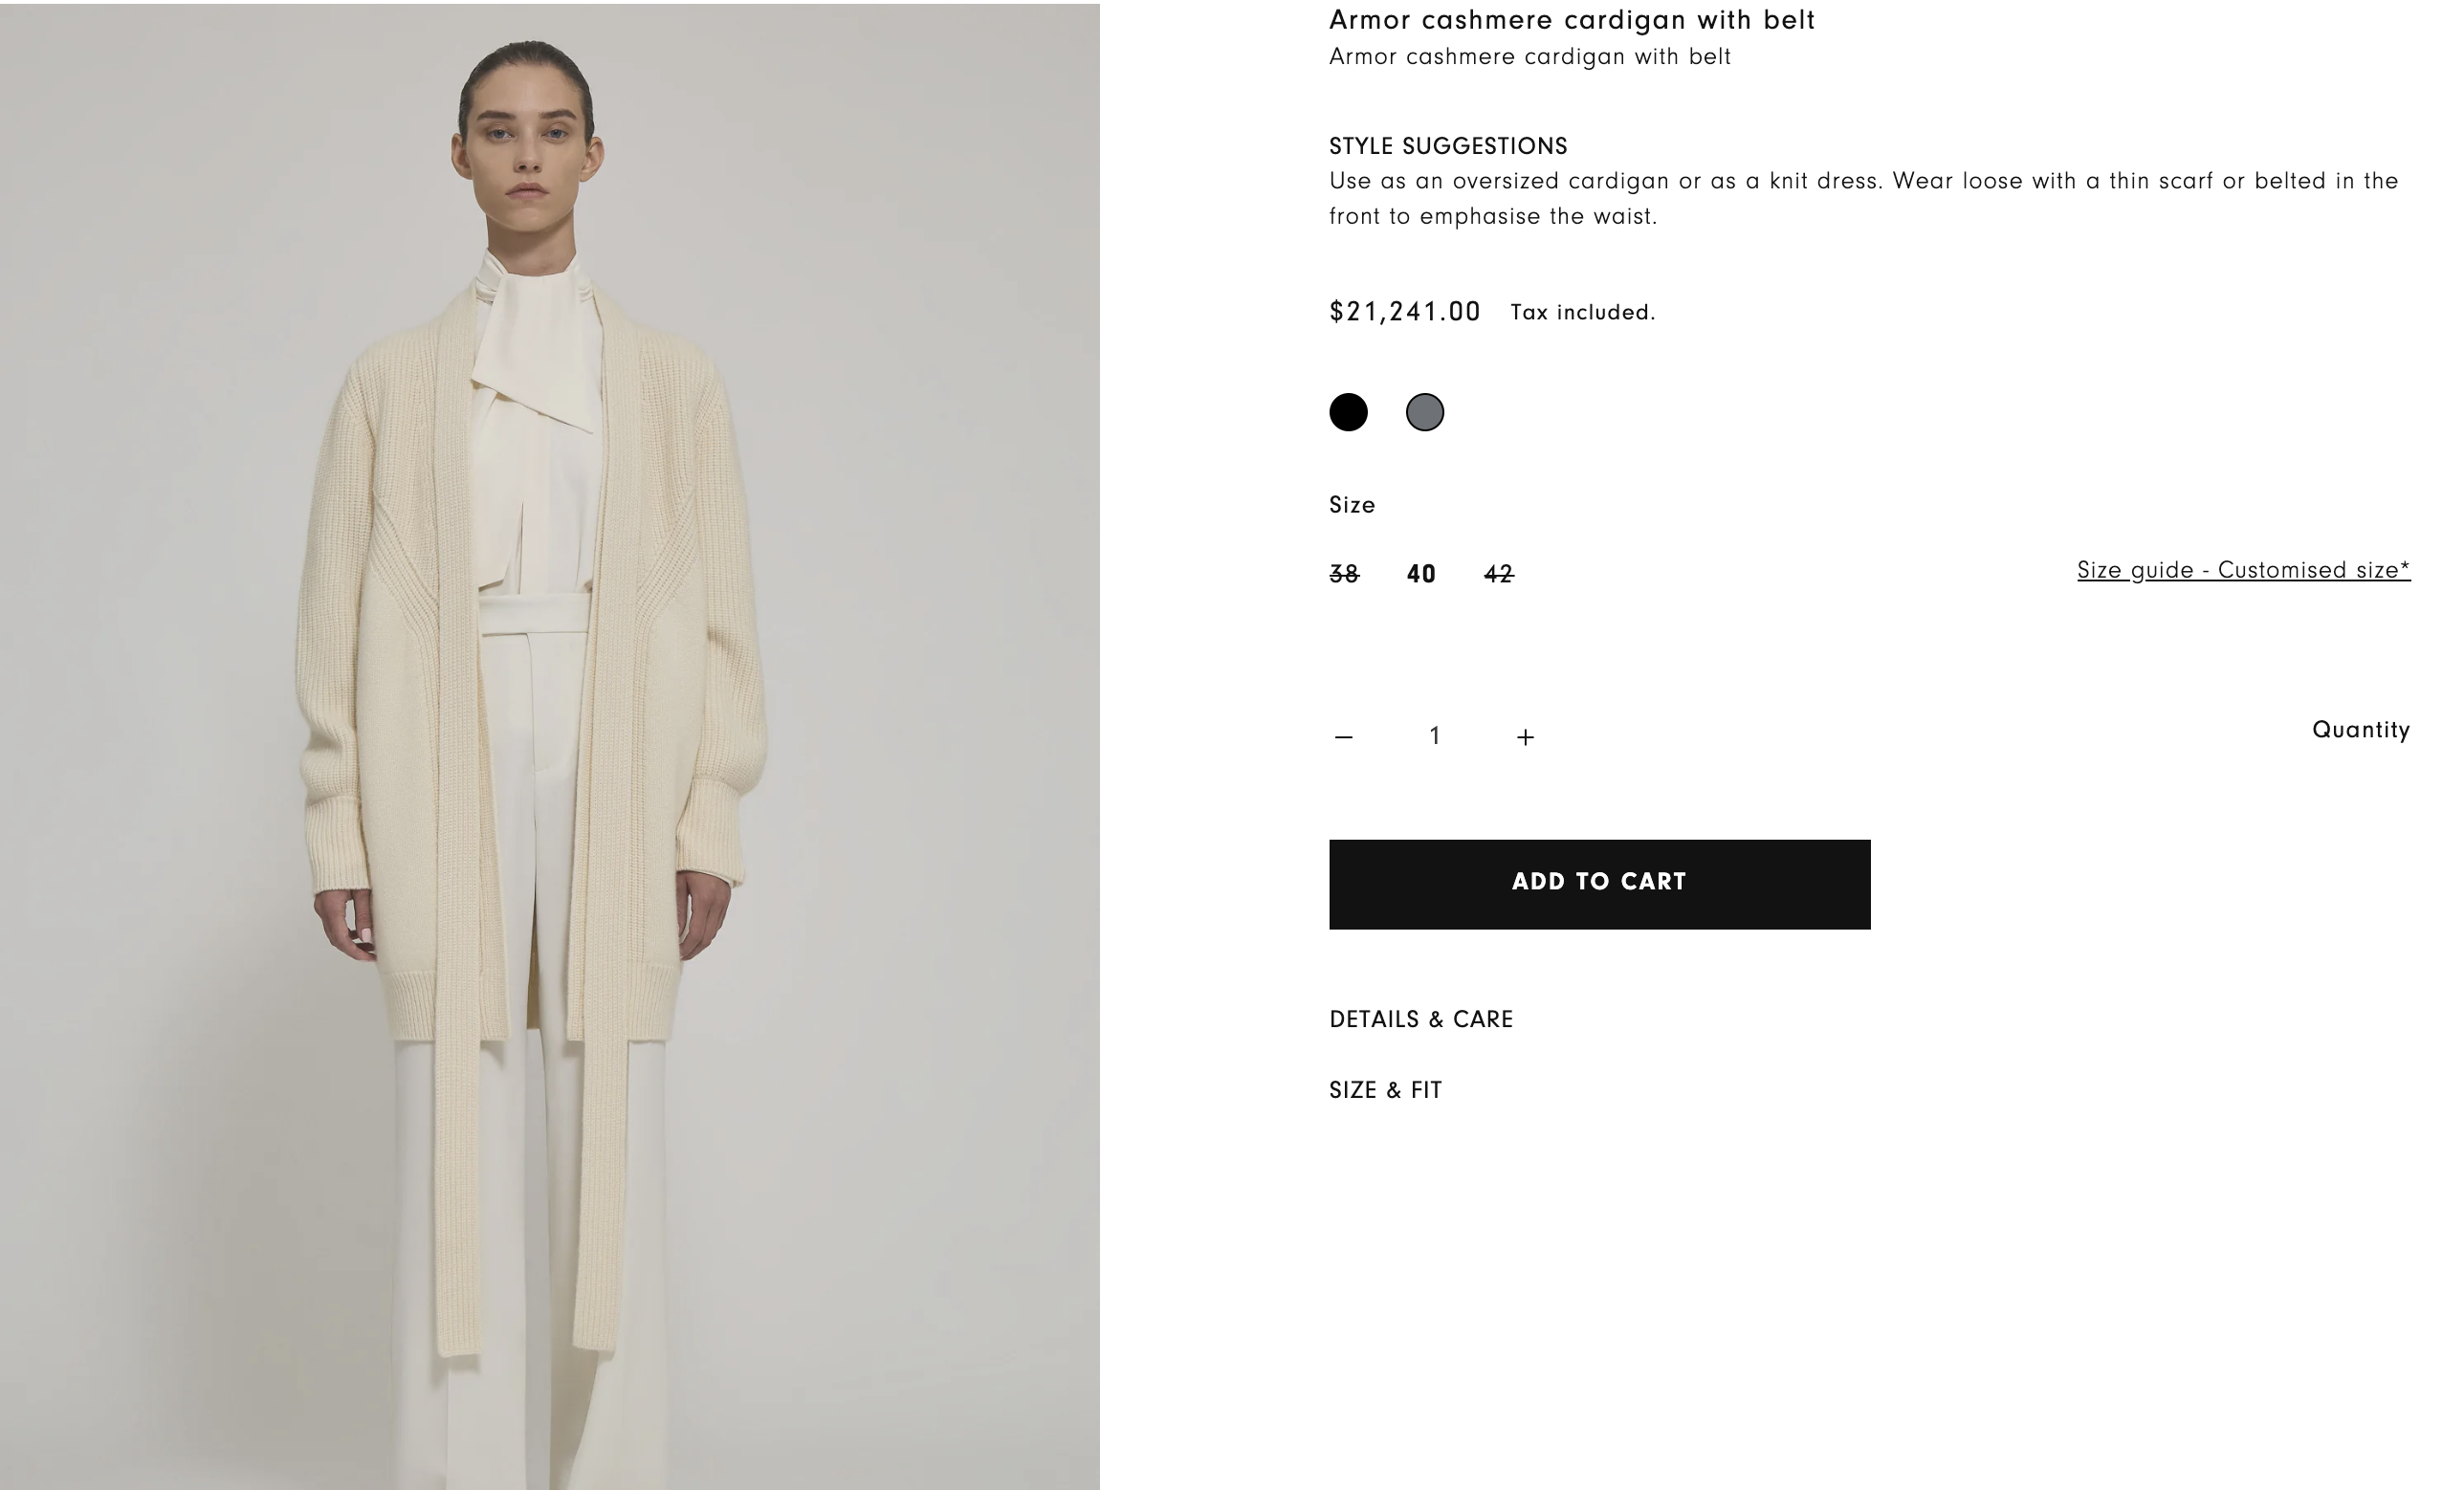 Armor cashmere cardigan with belt
Armor cashmere cardigan with belt
STYLE SUGGESTIONS
Use as an oversized cardigan or as a knit dress. Wear loose with a thin scarf or belted in the
front to emphasise the waist.
$21,241.00 Tax included.
Size
38 40 42 Size guide - Customised size*
1 Quantity
ADD TO CART
DETAILS & CARE
SIZE & FIT